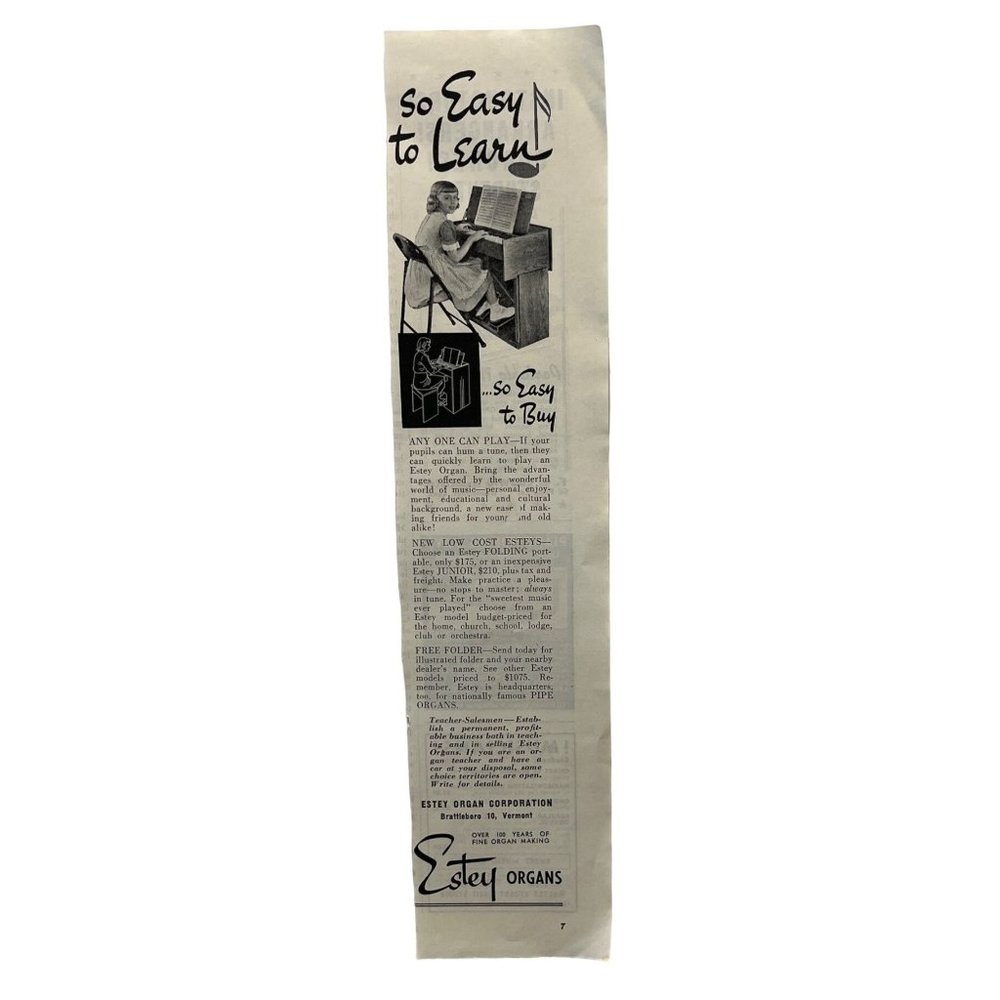 so Easy
to Learn
...so Easy
to Buy
ANY ONE CAN PLAY—If your
pupils can hum a tune, then they
can quickly learn to play an
Estey Organ. Bring the advan-
tages offered by the wonderful
world of music—personal enjoy-
ment, educational and cultural
background, a new ease of mak-
ing friends for young and old
alike!
NEW LOW COST ESTEYS—
Choose an Estey FOLDING port-
able, only $175, or an inexpensive
Estey JUNIOR, $210, plus tax and
freight. Make practice a pleas-
ure—no stops to master; always
in tune. For the "sweetest music
ever played" choose from an
Estey model budget-priced for
the home, church, school, lodge,
club or orchestra.
FREE FOLDER—Send today for
illustrated folder and your nearby
dealer's name. See other Estey
models priced to $1075. Re-
member, Estey is headquarters,
too, for nationally famous PIPE
ORGANS.
Teacher-Salesmen—Estab-
lish a permanent, profit-
able business both in teach-
ing and in selling Estey
Organs. If you are an or-
gan teacher and have a
car at your disposal, some
choice territories are open.
Write for details.
ESTEY ORGAN CORPORATION
Brattleboro 10, Vermont
OVER 100 YEARS OF
FINE ORGAN MAKING
Estey ORGANS
7